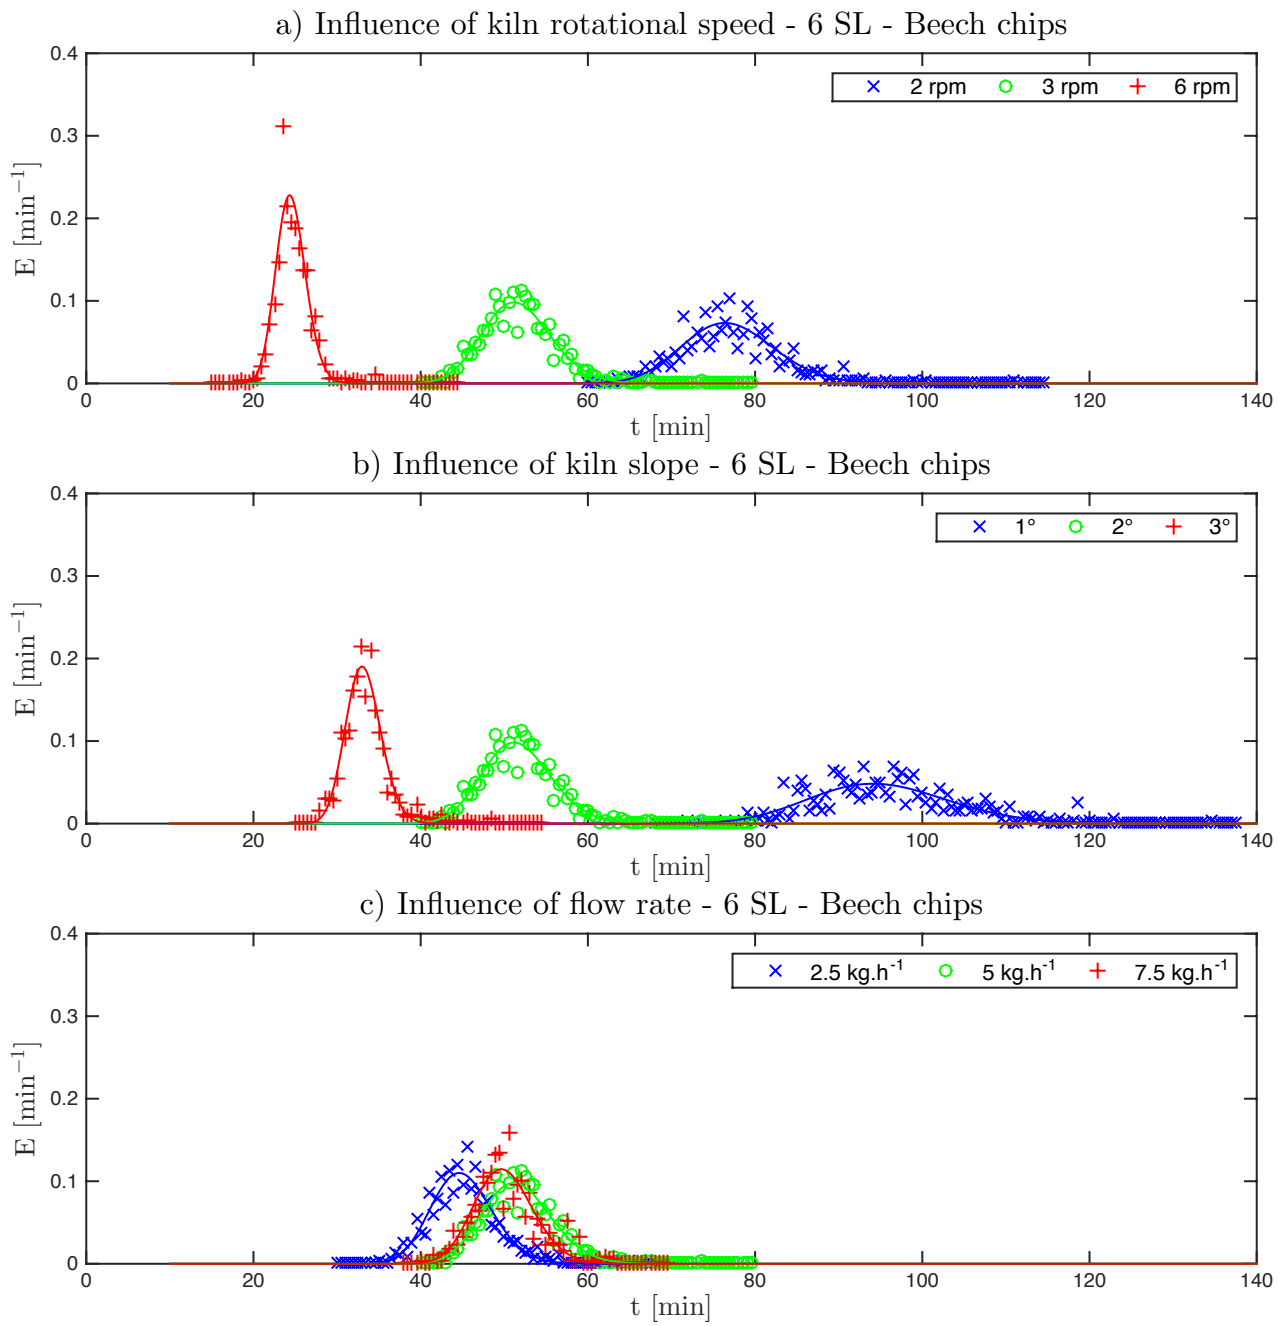 a) Influence of kiln rotational speed - 6 SL - Beech chips
0.4
2 rpm 3 rpm 6 rpm
0.3
E [min⁻¹]
0.2
0.1
0
0 20 40 60 80 100 120 140
t [min]
b) Influence of kiln slope - 6 SL - Beech chips
0.4
1° 2° 3°
0.3
E [min⁻¹]
0.2
0.1
0
0 20 40 60 80 100 120 140
t [min]
c) Influence of flow rate - 6 SL - Beech chips
0.4
2.5 kg.h⁻¹ 5 kg.h⁻¹ 7.5 kg.h⁻¹
0.3
E [min⁻¹]
0.2
0.1
0
0 20 40 60 80 100 120 140
t [min]